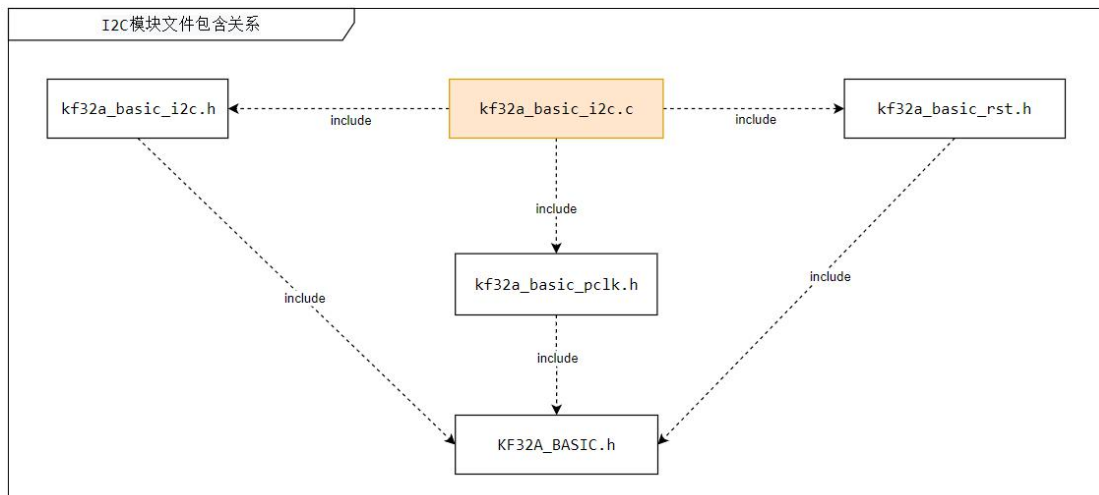 I2C模块文件包含关系
kf32a_basic_i2c.h
kf32a_basic_i2c.c
kf32a_basic_rst.h
include
include
include
kf32a_basic_pclk.h
include
include
include
KF32A_BASIC.h